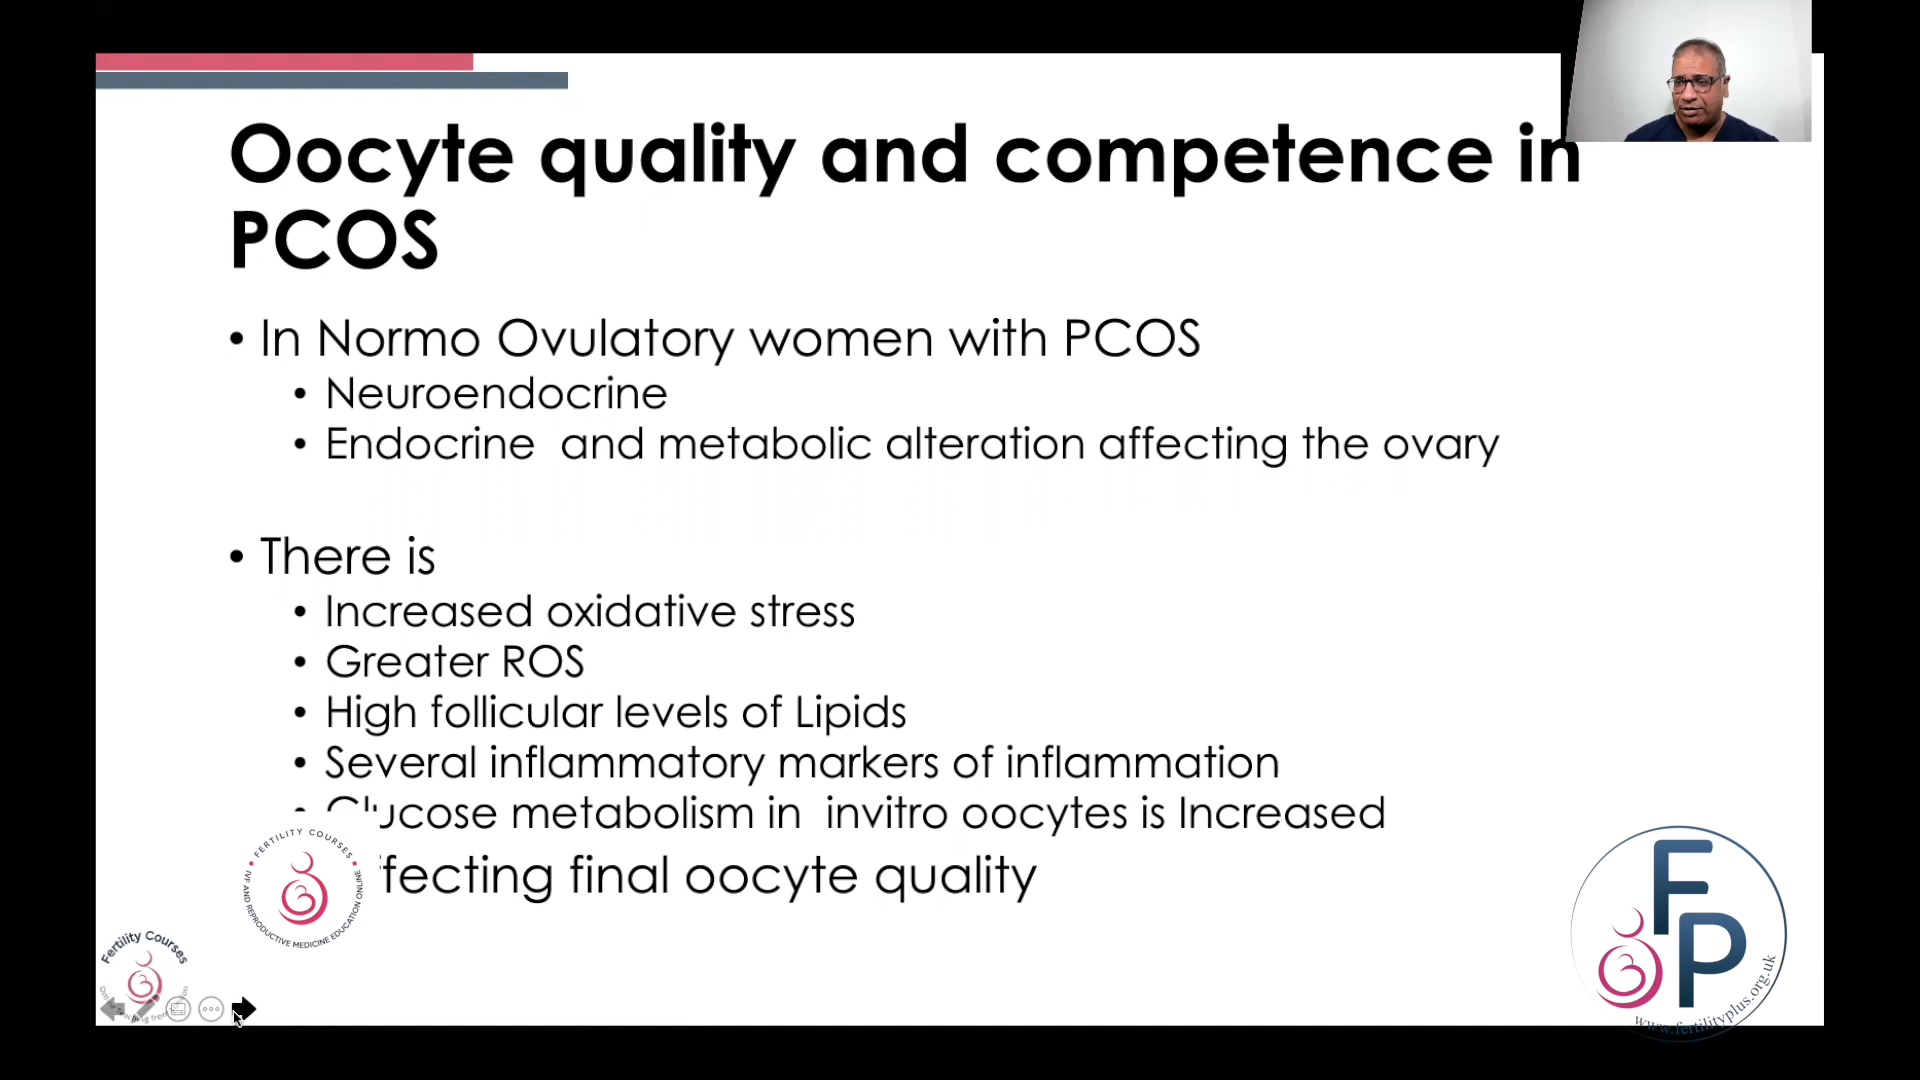 Oocyte quality and competence in
PCOS
• In Normo Ovulatory women with PCOS
• Neuroendocrine
• Endocrine  and metabolic alteration affecting the ovary
• There is
• Increased oxidative stress
• Greater ROS
• High follicular levels of Lipids
• Several inflammatory markers of inflammation
• Glucose metabolism in  invitro oocytes is Increased
ffecting final oocyte quality
• FERTILITY COURSES •
IVF AND REPRODUCTIVE MEDICINE EDUCATION ONLINE
Fertility Courses
FP
www.fertilityplus.org.uk